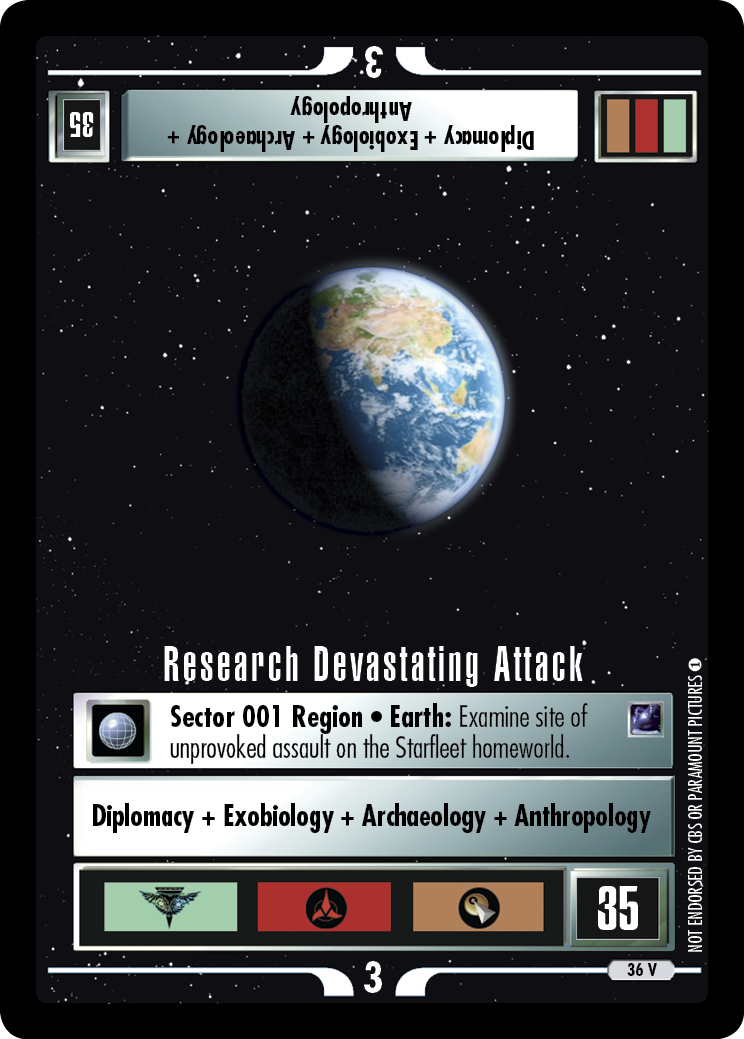 3
35
Diplomacy + Exobiology + Archaeology +
Anthropology
Research Devastating Attack
Sector 001 Region • Earth: Examine site of
unprovoked assault on the Starfleet homeworld.
Diplomacy + Exobiology + Archaeology + Anthropology
35
3
36 V
NOT ENDORSED BY CBS OR PARAMOUNT PICTURES 1